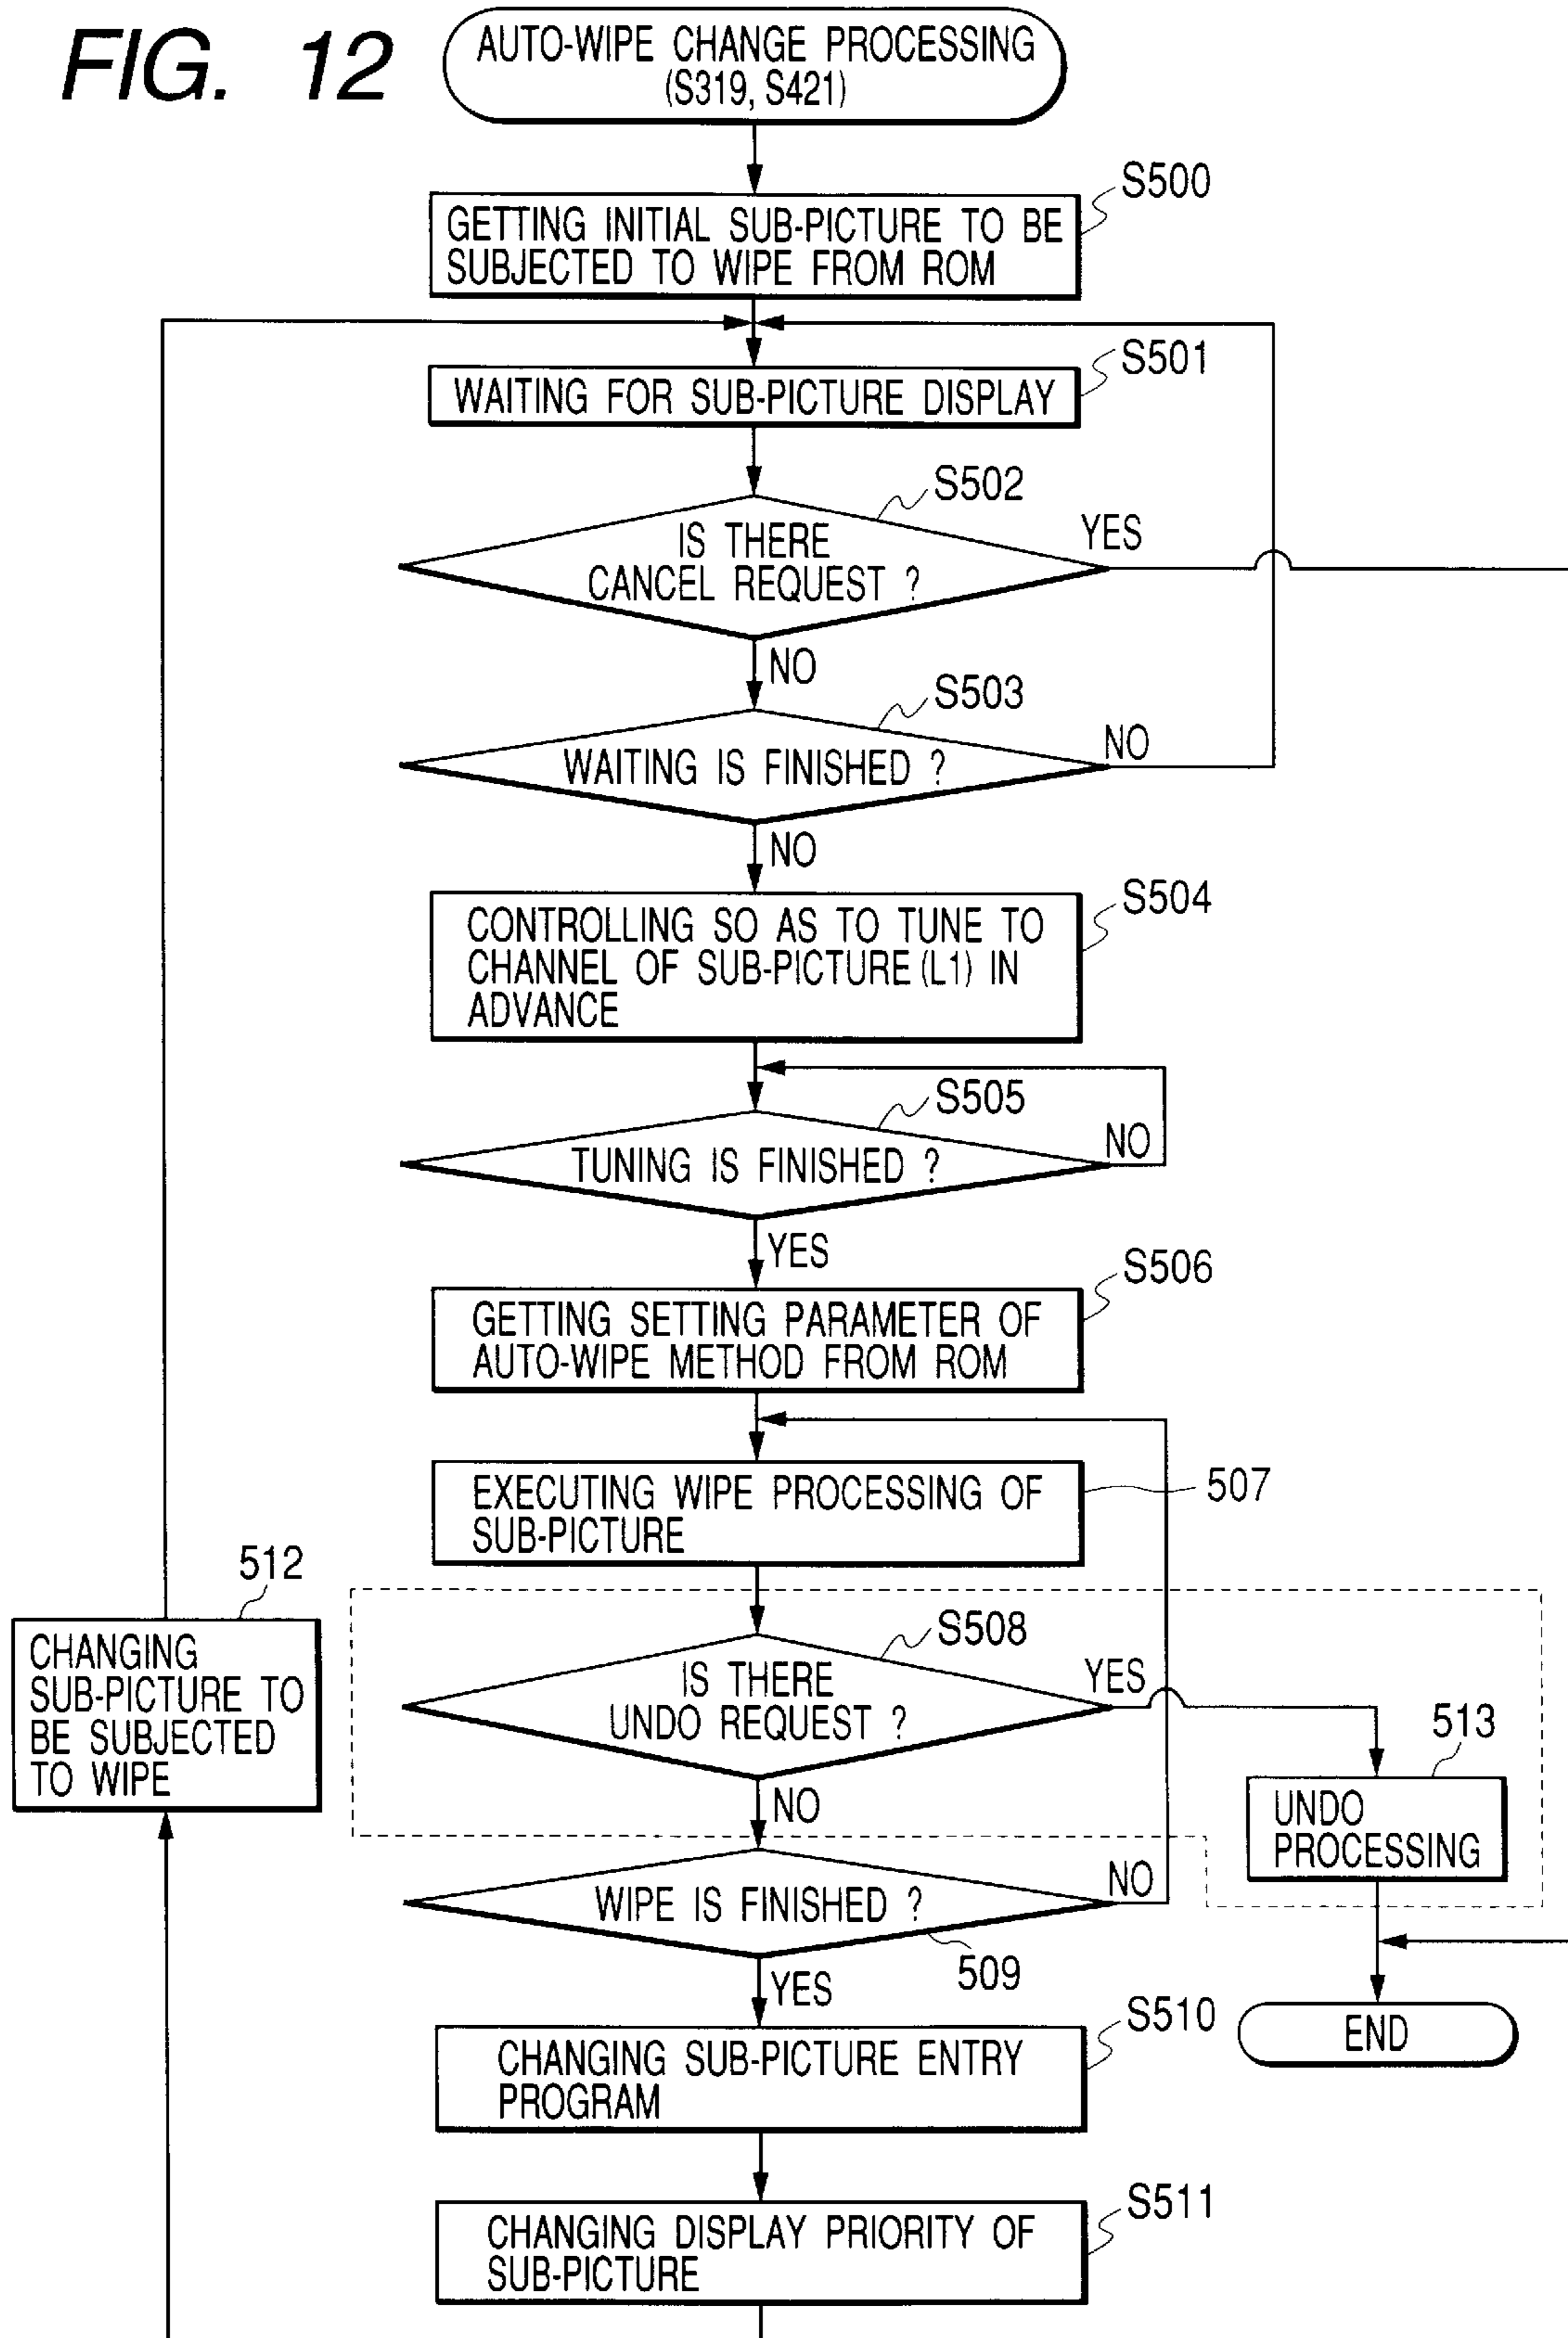 FIG. 12
AUTO-WIPE CHANGE PROCESSING
(S319, S421)
S500
GETTING INITIAL SUB-PICTURE TO BE
SUBJECTED TO WIPE FROM ROM
S501
WAITING FOR SUB-PICTURE DISPLAY
S502
IS THERE
CANCEL REQUEST ?
YES
NO
S503
WAITING IS FINISHED ?
NO
NO
S504
CONTROLLING SO AS TO TUNE TO
CHANNEL OF SUB-PICTURE (L1) IN
ADVANCE
S505
TUNING IS FINISHED ?
NO
YES
S506
GETTING SETTING PARAMETER OF
AUTO-WIPE METHOD FROM ROM
507
EXECUTING WIPE PROCESSING OF
SUB-PICTURE
512
CHANGING
SUB-PICTURE TO
BE SUBJECTED
TO WIPE
S508
IS THERE
UNDO REQUEST ?
YES
NO
513
UNDO
PROCESSING
WIPE IS FINISHED ?
NO
509
YES
S510
CHANGING SUB-PICTURE ENTRY
PROGRAM
END
S511
CHANGING DISPLAY PRIORITY OF
SUB-PICTURE